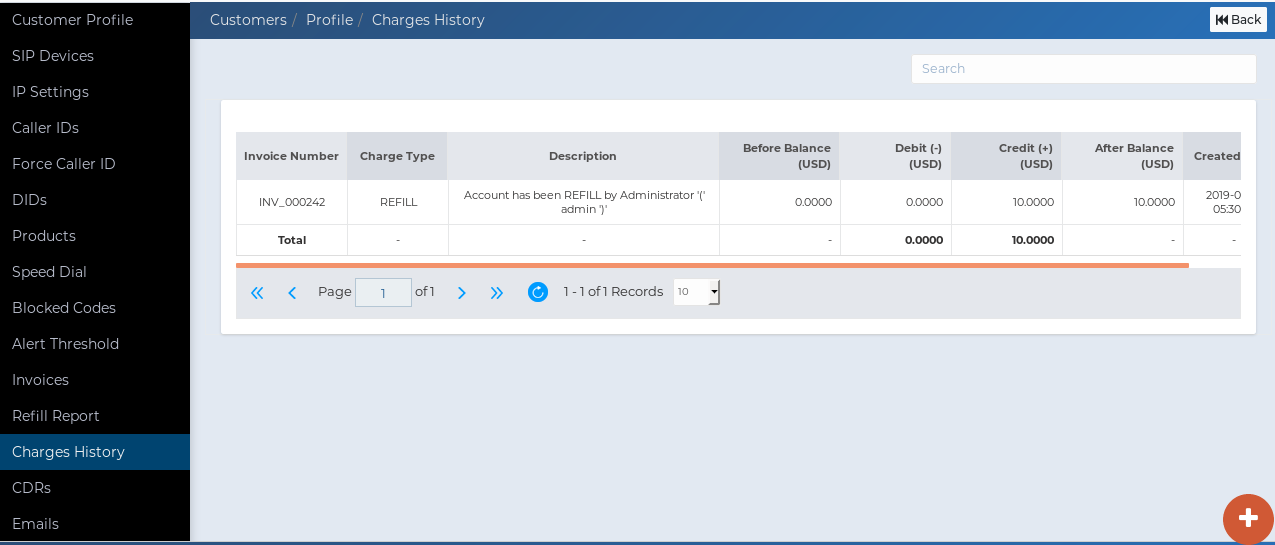 Customer Profile
SIP Devices
IP Settings
Caller IDs
Force Caller ID
DIDs
Products
Speed Dial
Blocked Codes
Alert Threshold
Invoices
Refill Report
Charges History
CDRs
Emails
Customers / Profile / Charges History
Back
Search
Invoice Number Charge Type Description Before Balance (USD) Debit (-) (USD) Credit (+) (USD) After Balance (USD) Created
INV_000242 REFILL Account has been REFILL by Administrator '(' admin ')' 0.0000 0.0000 10.0000 10.0000 2019-0 05:30
Total - - - 0.0000 10.0000 - -
Page 1 of 1 1 - 1 of 1 Records 10